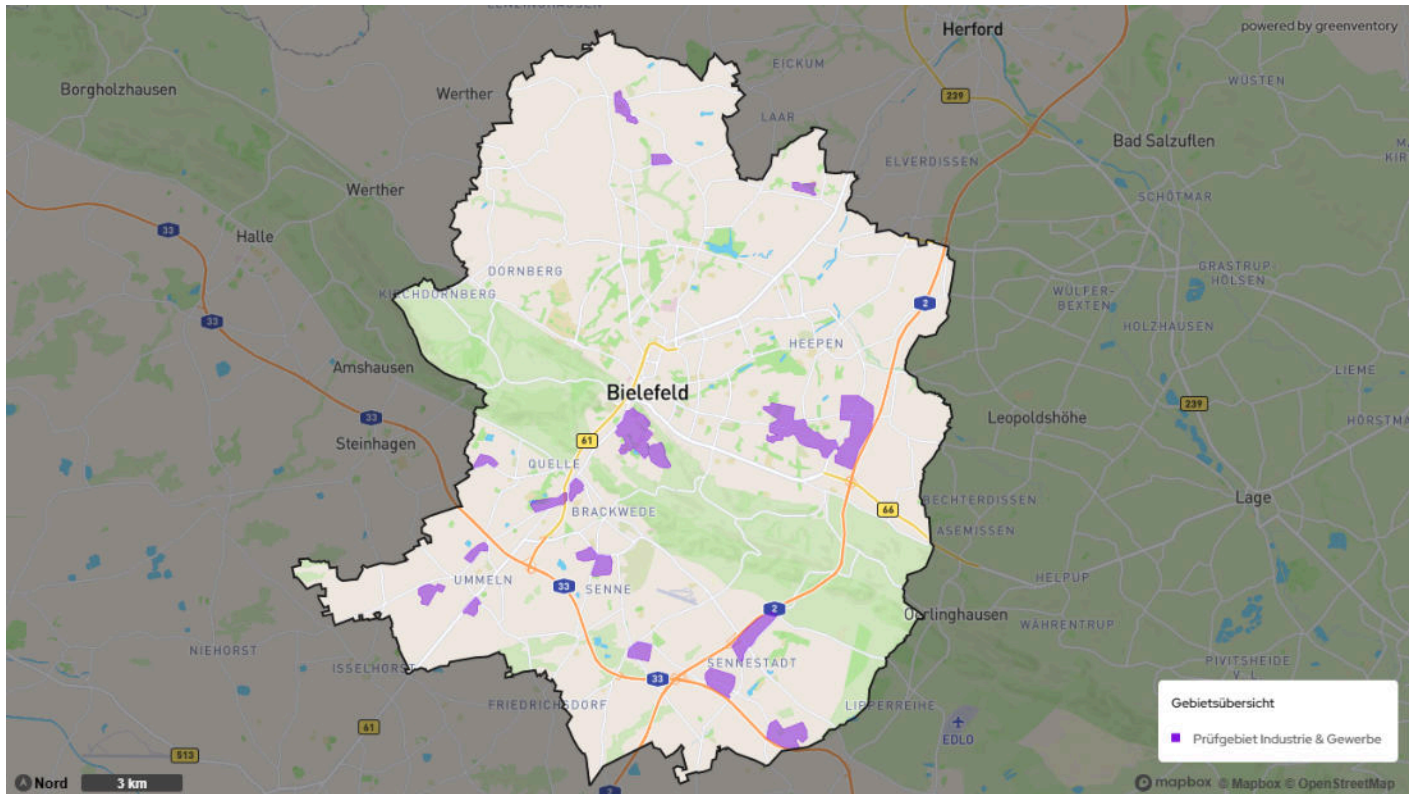 LENZINGHAUSEN
Herford
powered by greenventory
EICKUM
WÜSTEN
Borgholzhausen
Werther
239
LAAR
Bad Salzuflen
ELVERDISSEN
Werther
SCHÖTMAR
33
Halle
DORNBERG
GRASTRUP-
HÖLSEN
KIRCHDORNBERG
WÜLFER-
BEXTEN
2
33
HOLZHAUSEN
HEEPEN
Amshausen
LIEME
Bielefeld
239
33
Leopoldshöhe
Steinhagen
61
QUELLE
BECHTERDISSEN
Lage
66
BRACKWEDE
ASEMISSEN
UMMELN
33
SENNE
HELPUP
2
Oerlinghausen
WÄHRENTRUP
NIEHORST
ISSELHORST
SENNESTADT
PIVITSHEIDE
V. L.
33
FRIEDRICHSDORF
LIPPERREIHE
Gebietsübersicht
61
EDLO
Prüfgebiet Industrie & Gewerbe
513
Nord
3 km
2
mapbox © Mapbox © OpenStreetMap